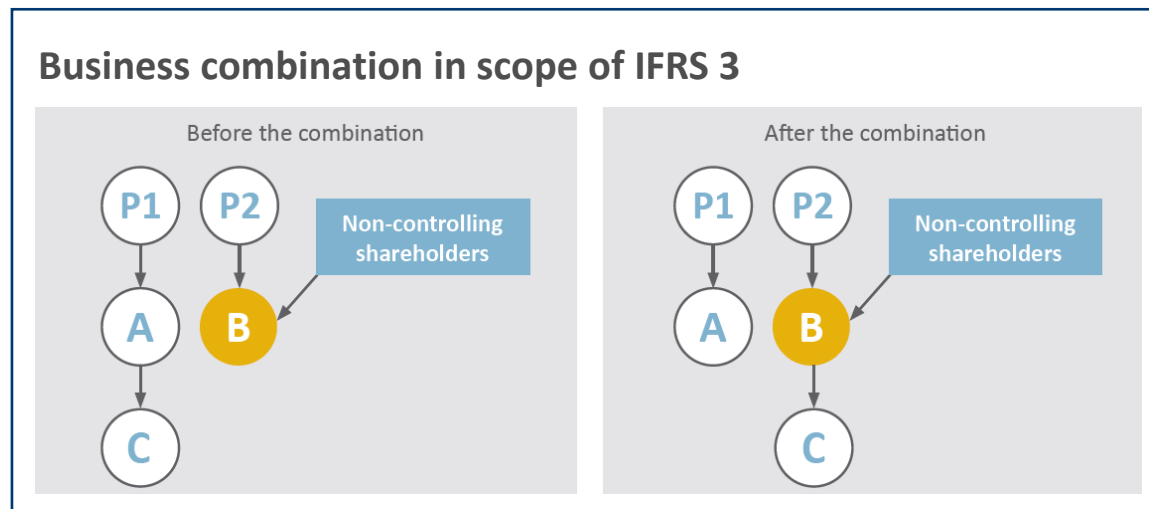 Business combination in scope of IFRS 3
Before the combination
P1
P2
Non-controlling
shareholders
A
B
C
After the combination
P1
P2
Non-controlling
shareholders
A
B
C